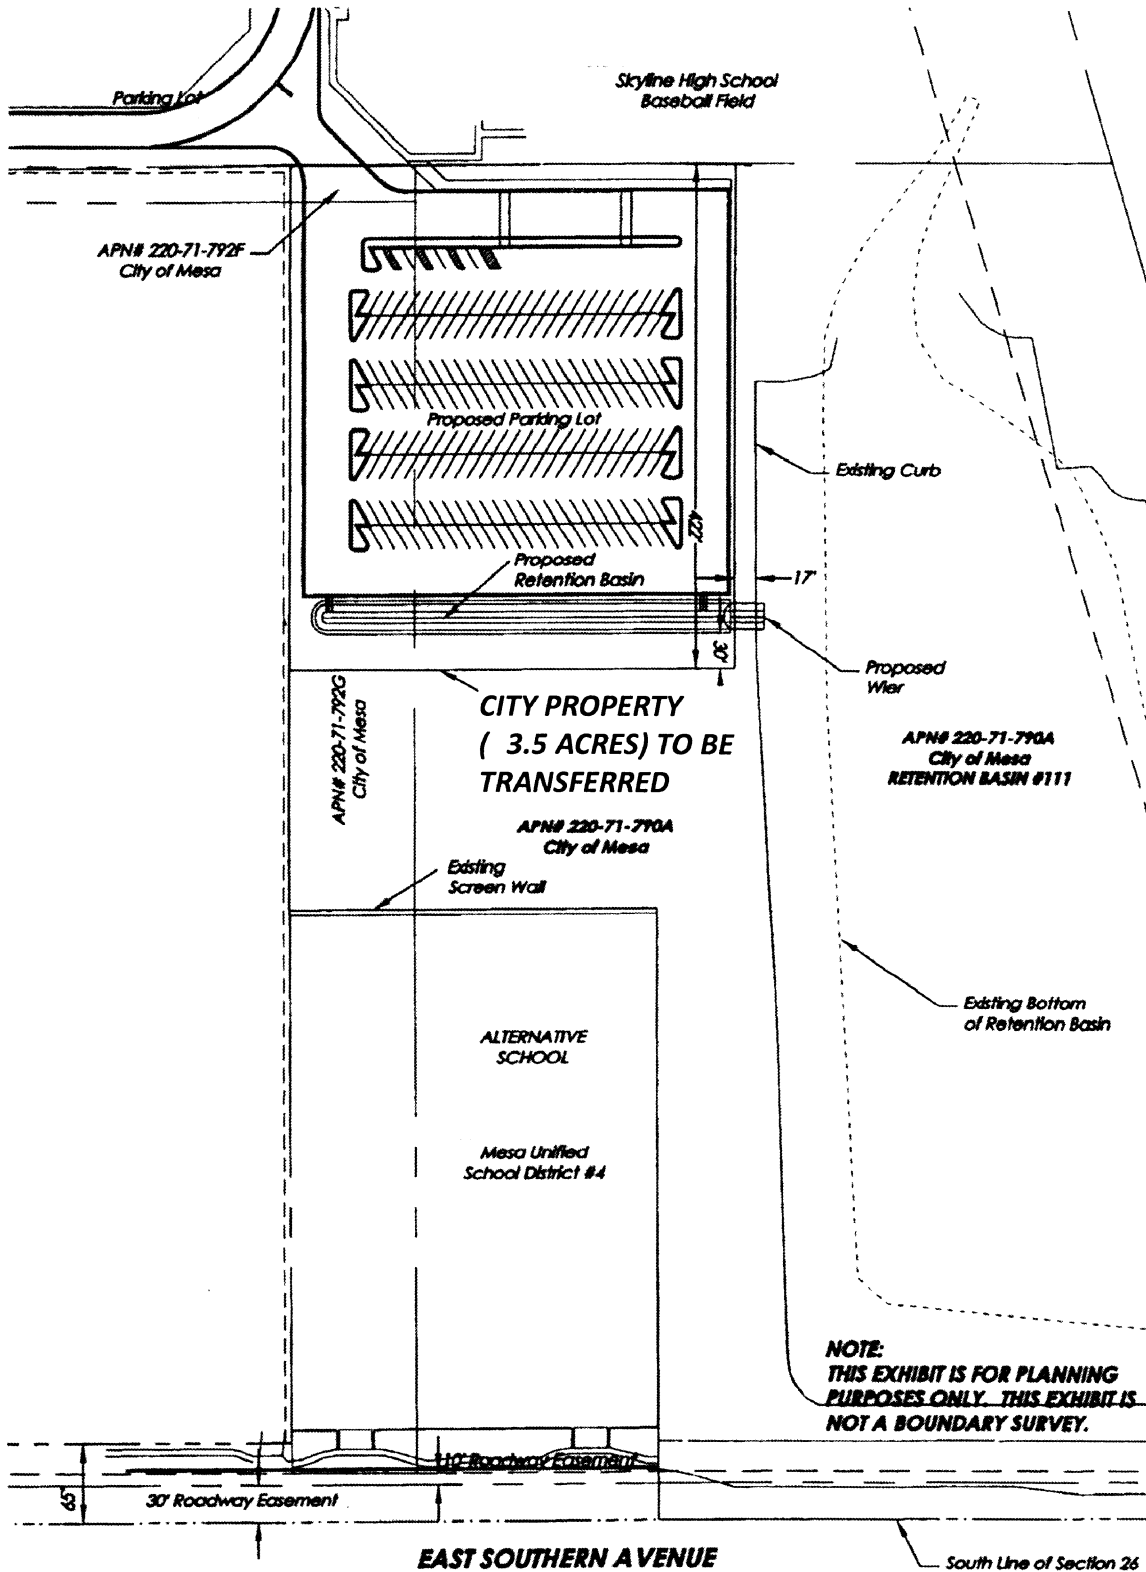 Skyline High School
Baseball Field
Parking Lot
APN# 220-71-792F
City of Mesa
Proposed Parking Lot
Existing Curb
422'
Proposed
Retention Basin
17'
30'
Proposed
Wier
APN# 220-71-792G
City of Mesa
CITY PROPERTY
( 3.5 ACRES) TO BE
TRANSFERRED
APN# 220-71-790A
City of Mesa
RETENTION BASIN #111
APN# 220-71-790A
City of Mesa
Existing
Screen Wall
Existing Bottom
of Retention Basin
ALTERNATIVE
SCHOOL
Mesa Unified
School District #4
NOTE:
THIS EXHIBIT IS FOR PLANNING
PURPOSES ONLY. THIS EXHIBIT IS
NOT A BOUNDARY SURVEY.
10' Roadway Easement
65'
30' Roadway Easement
EAST SOUTHERN AVENUE
South Line of Section 26